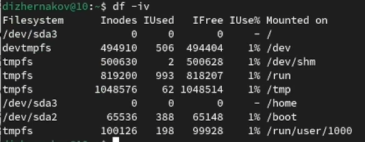 dizhernakov@10:~$ df -iv
Filesystem Inodes IUsed IFree IUse% Mounted on
/dev/sda3 0 0 0 - /
devtmpfs 494910 506 494404 1% /dev
tmpfs 500630 2 500628 1% /dev/shm
tmpfs 819200 993 818207 1% /run
tmpfs 1048576 62 1048514 1% /tmp
/dev/sda3 0 0 0 - /home
/dev/sda2 65536 388 65148 1% /boot
tmpfs 100126 198 99928 1% /run/user/1000